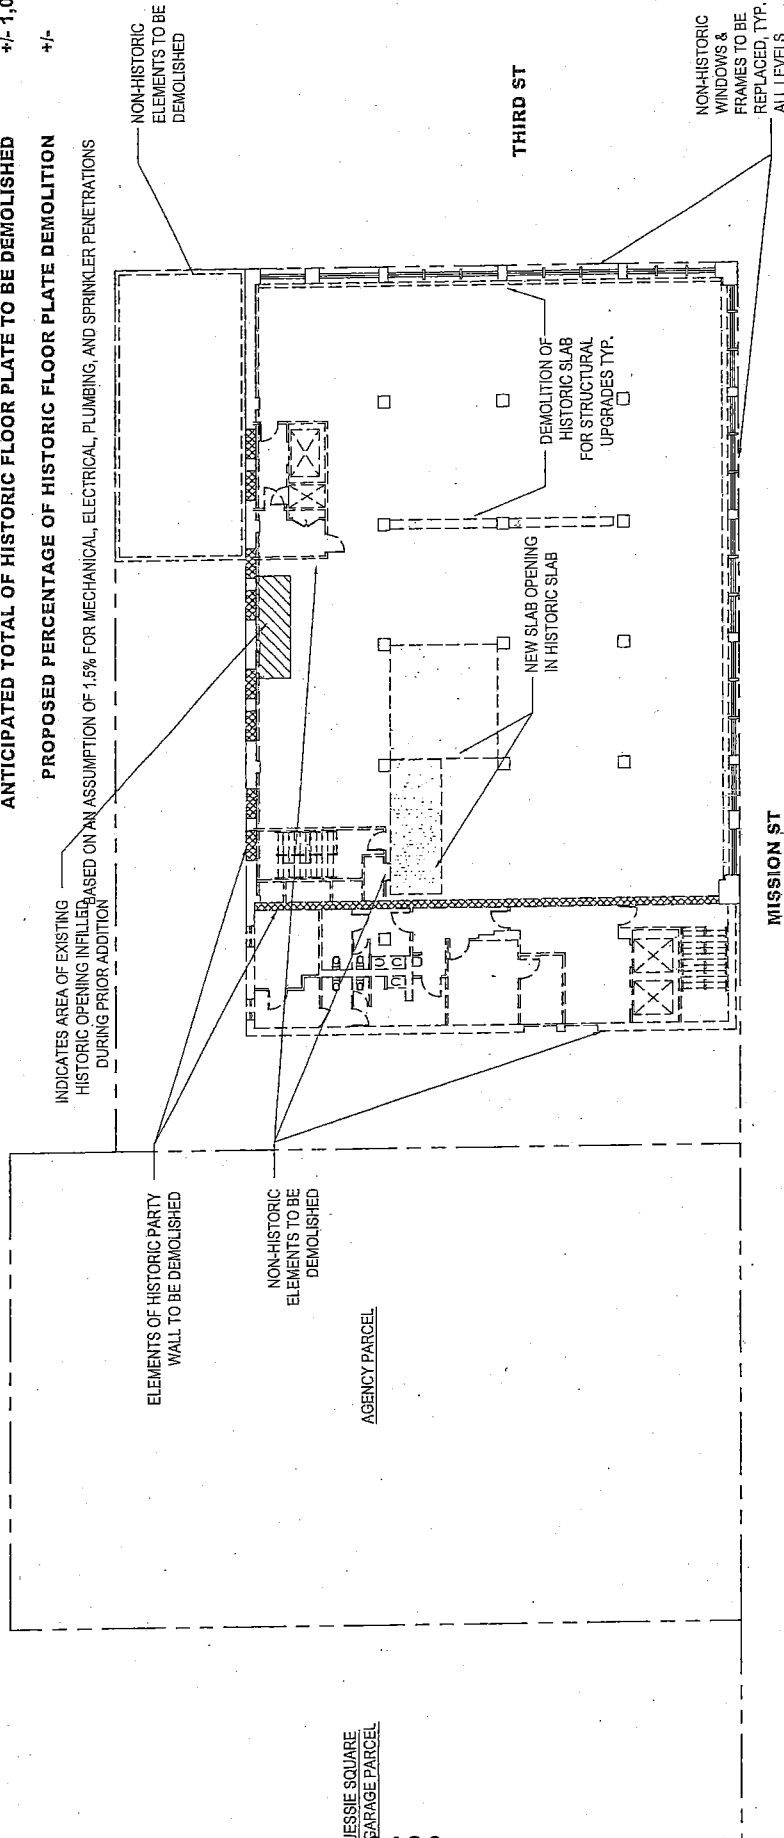 ANTICIPATED TOTAL OF HISTORIC FLOOR PLATE TO BE DEMOLISHED
+/- 1,0
PROPOSED PERCENTAGE OF HISTORIC FLOOR PLATE DEMOLITION
+/-
BASED ON AN ASSUMPTION OF 1.5% FOR MECHANICAL, ELECTRICAL, PLUMBING, AND SPRINKLER PENETRATIONS
INDICATES AREA OF EXISTING
HISTORIC OPENING INFILLED
DURING PRIOR ADDITION
NON-HISTORIC
ELEMENTS TO BE
DEMOLISHED
ELEMENTS OF HISTORIC PARTY
WALL TO BE DEMOLISHED
NON-HISTORIC
ELEMENTS TO BE
DEMOLISHED
AGENCY PARCEL
JESSIE SQUARE
GARAGE PARCEL
NEW SLAB OPENING
IN HISTORIC SLAB
DEMOLITION OF
HISTORIC SLAB
FOR STRUCTURAL
UPGRADES TYP.
THIRD ST
NON-HISTORIC
WINDOWS &
FRAMES TO BE
REPLACED, TYP.
ALL LEVELS
MISSION ST